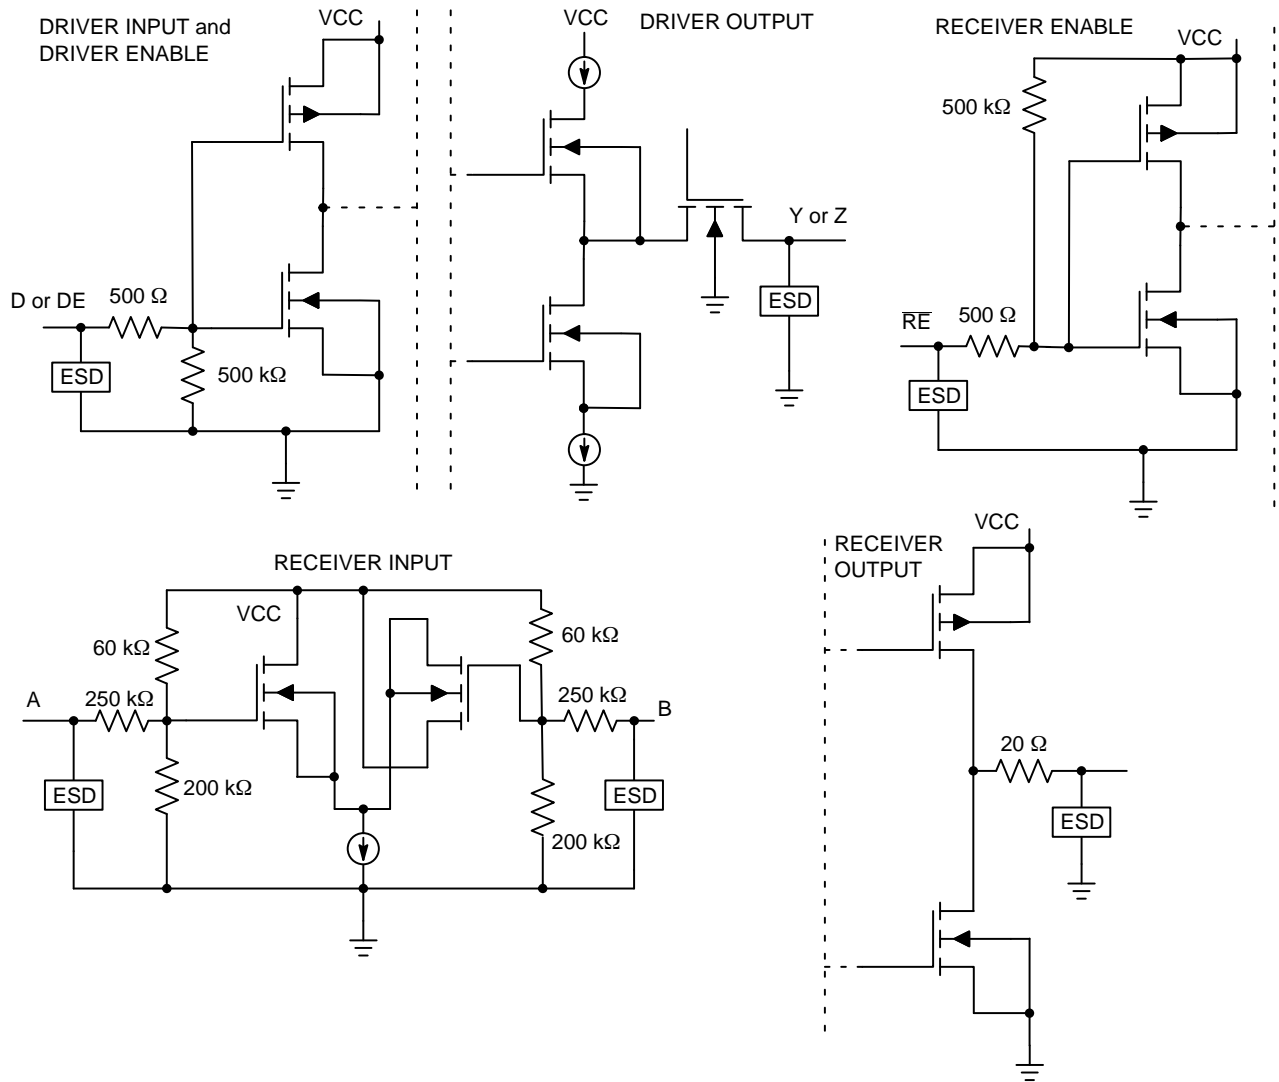 DRIVER INPUT and
DRIVER ENABLE
VCC
D or DE
500 Ω
ESD
500 kΩ
VCC
DRIVER OUTPUT
Y or Z
ESD
RECEIVER ENABLE
VCC
500 kΩ
RE
500 Ω
ESD
RECEIVER INPUT
VCC
60 kΩ
60 kΩ
A
250 kΩ
250 kΩ
B
ESD
200 kΩ
ESD
200 kΩ
VCC
RECEIVER
OUTPUT
20 Ω
ESD